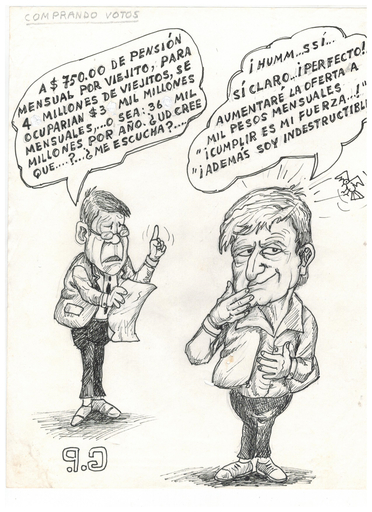 COMPRANDO VOTOS
A $750.00 DE PENSIÓN
MENSUAL POR VIEJITO, PARA
4 MILLONES DE VIEJITOS, SE
OCUPARIAN $3 MIL MILLONES
MENSUALES,..O SEA: 36 MIL
MILLONES POR AÑO. ¿UD CREE
QUE....?...¿ME ESCUCHA?....
¡HUMM...SSÍ...
SÍ CLARO...¡PERFECTO!
AUMENTARÉ LA OFERTA A
MIL PESOS MENSUALES
"¡CUMPLIR ES MI FUERZA...!"
"¡ADEMÁS SOY INDESTRUCTIBLE
P.G